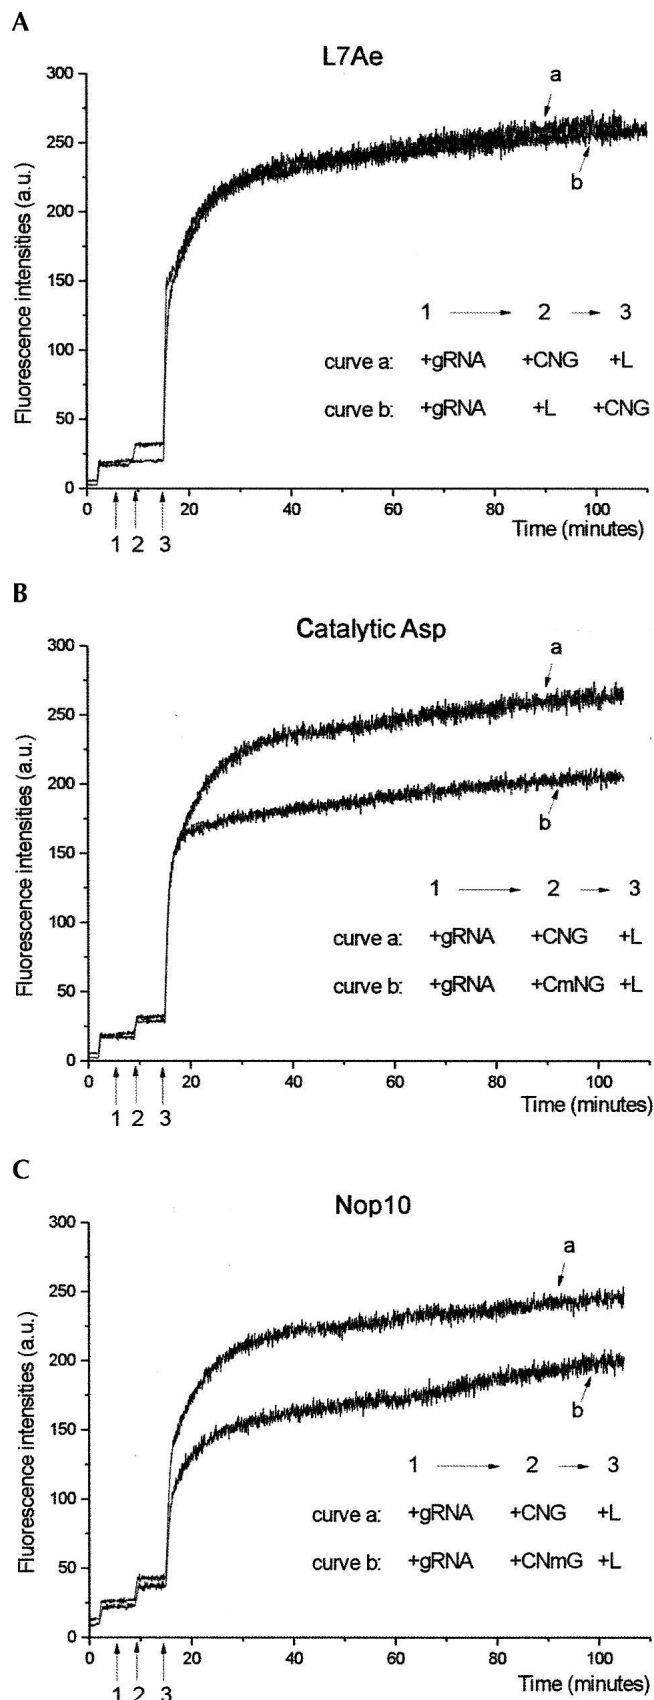 A
L7Ae
300
250
200
150
100
50
0
Fluorescence intensities (a.u.)
a
b
1 2 3
curve a: +gRNA +CNG +L
curve b: +gRNA +L +CNG
0 20 40 60 80 100
Time (minutes)
1 2 3
B
Catalytic Asp
300
250
200
150
100
50
0
Fluorescence intensities (a.u.)
a
b
1 2 3
curve a: +gRNA +CNG +L
curve b: +gRNA +CmNG +L
0 20 40 60 80 100
Time (minutes)
1 2 3
C
Nop10
300
250
200
150
100
50
0
Fluorescence intensities (a.u.)
a
b
1 2 3
curve a: +gRNA +CNG +L
curve b: +gRNA +CNmG +L
0 20 40 60 80 100
Time (minutes)
1 2 3